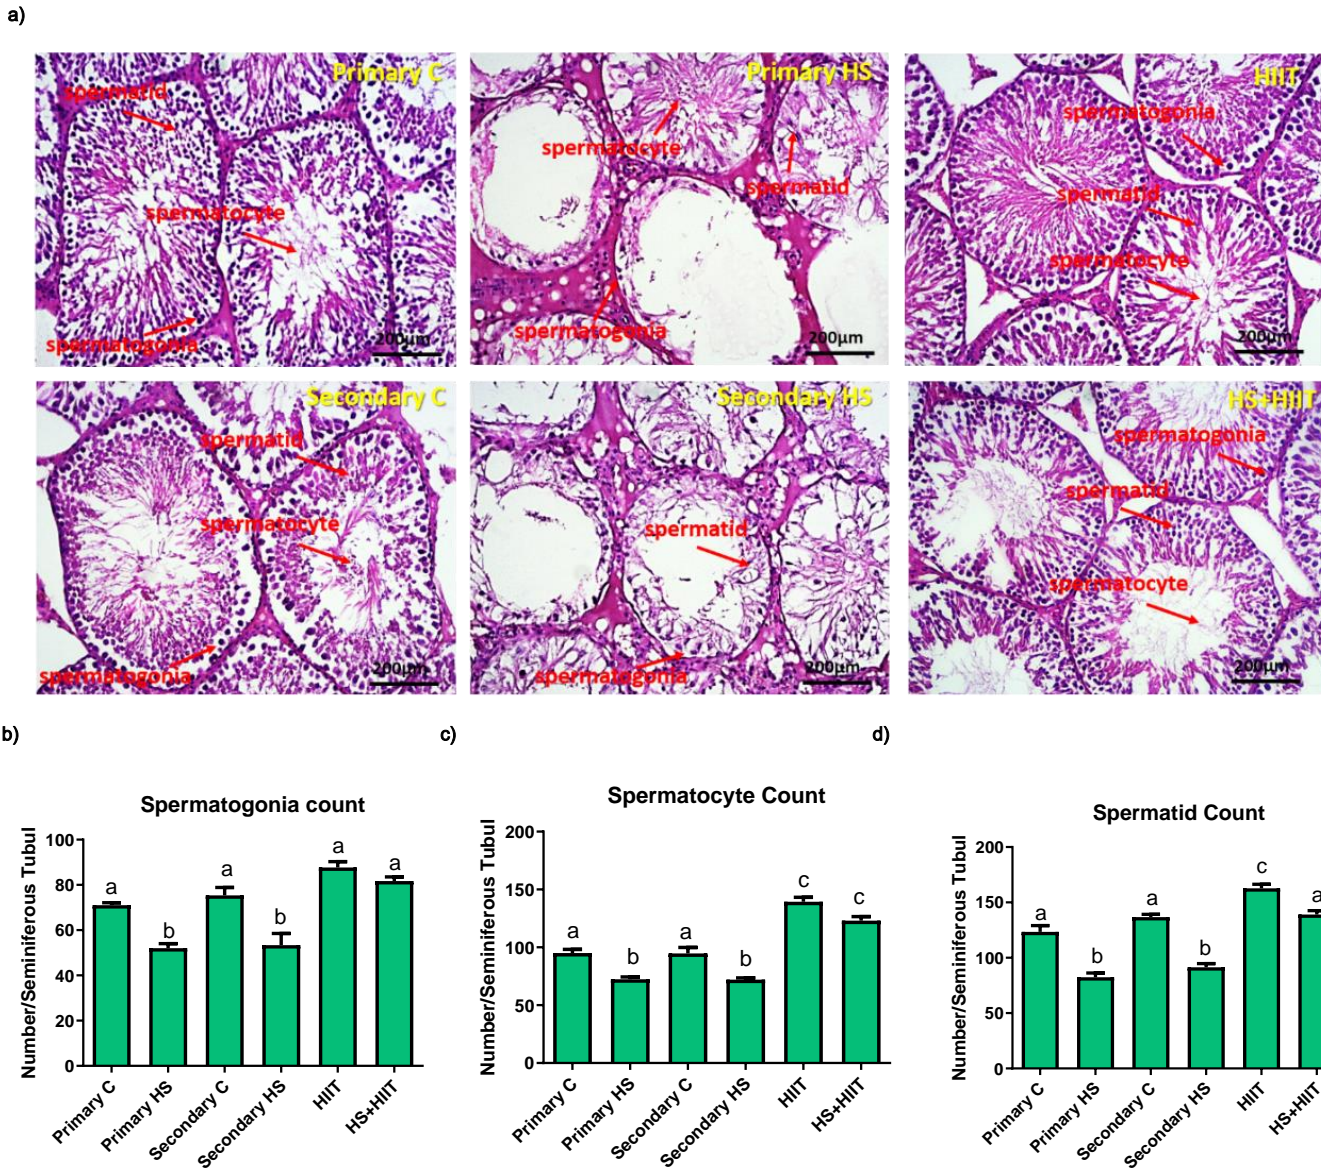 a)
Primary C
spermatid
spermatocyte
spermatogonia
200µm
Primary HS
spermatocyte
spermatid
spermatogonia
200µm
HIIT
spermatogonia
spermatid
spermatocyte
200µm
Secondary C
spermatid
spermatocyte
spermatogonia
200µm
Secondary HS
spermatid
spermatogonia
200µm
HS+HIIT
spermatogonia
spermatid
spermatocyte
200µm
b)
Spermatogonia count
Number/Seminiferous Tubul
100
80
60
40
20
0
a
b
a
b
a
a
Primary C
Primary HS
Secondary C
Secondary HS
HIIT
HS+HIIT
c)
Spermatocyte Count
Number/Seminiferous Tubul
200
150
100
50
0
a
b
a
b
c
c
Primary C
Primary HS
Secondary C
Secondary HS
HIIT
HS+HIIT
d)
Spermatid Count
Number/Seminiferous Tubul
200
150
100
50
0
a
b
a
b
c
a
Primary C
Primary HS
Secondary C
Secondary HS
HIIT
HS+HIIT